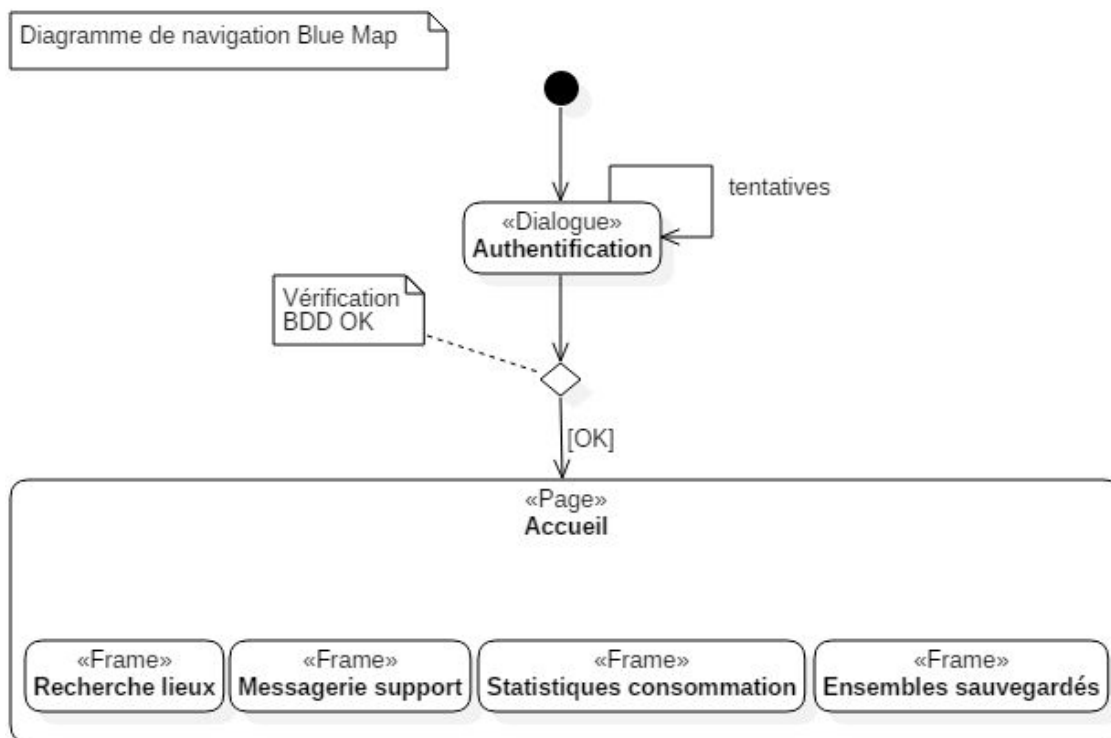 Diagramme de navigation Blue Map
tentatives
«Dialogue»
Authentification
Vérification
BDD OK
[OK]
«Page»
Accueil
«Frame»
Recherche lieux
«Frame»
Messagerie support
«Frame»
Statistiques consommation
«Frame»
Ensembles sauvegardés